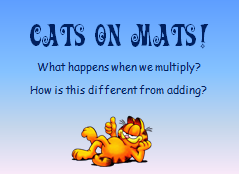 CATS ON MATS!
What happens when we multiply?
How is this different from adding?